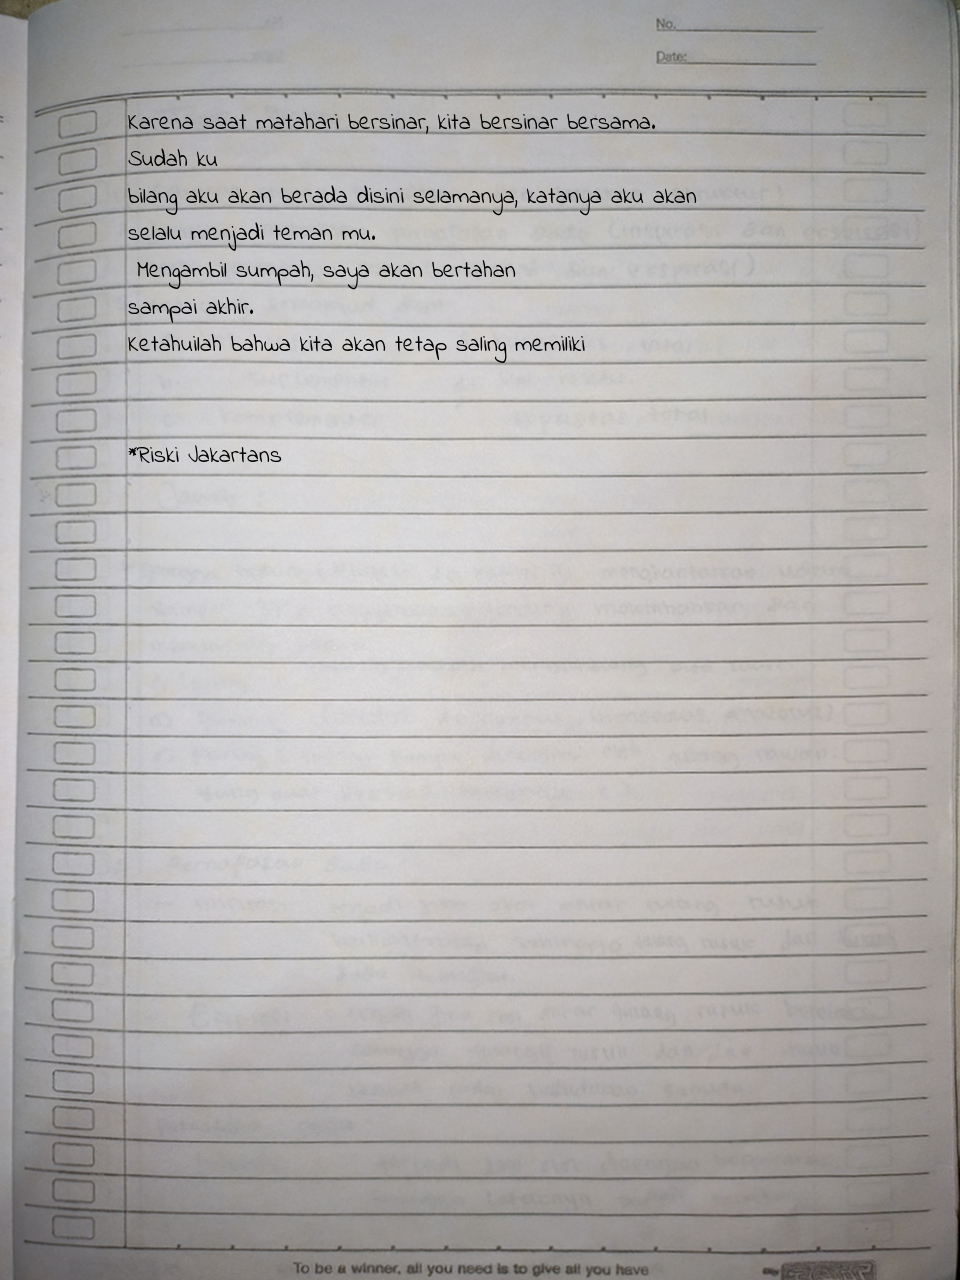 No.
Date:
Karena saat matahari bersinar, kita bersinar bersama.
Sudah ku
bilang aku akan berada disini selamanya, katanya aku akan
selalu menjadi teman mu.
Mengambil sumpah, saya akan bertahan
sampai akhir.
Ketahuilah bahwa kita akan tetap saling memiliki
*Riski Jakartans
To be a winner, all you need is to give all you have